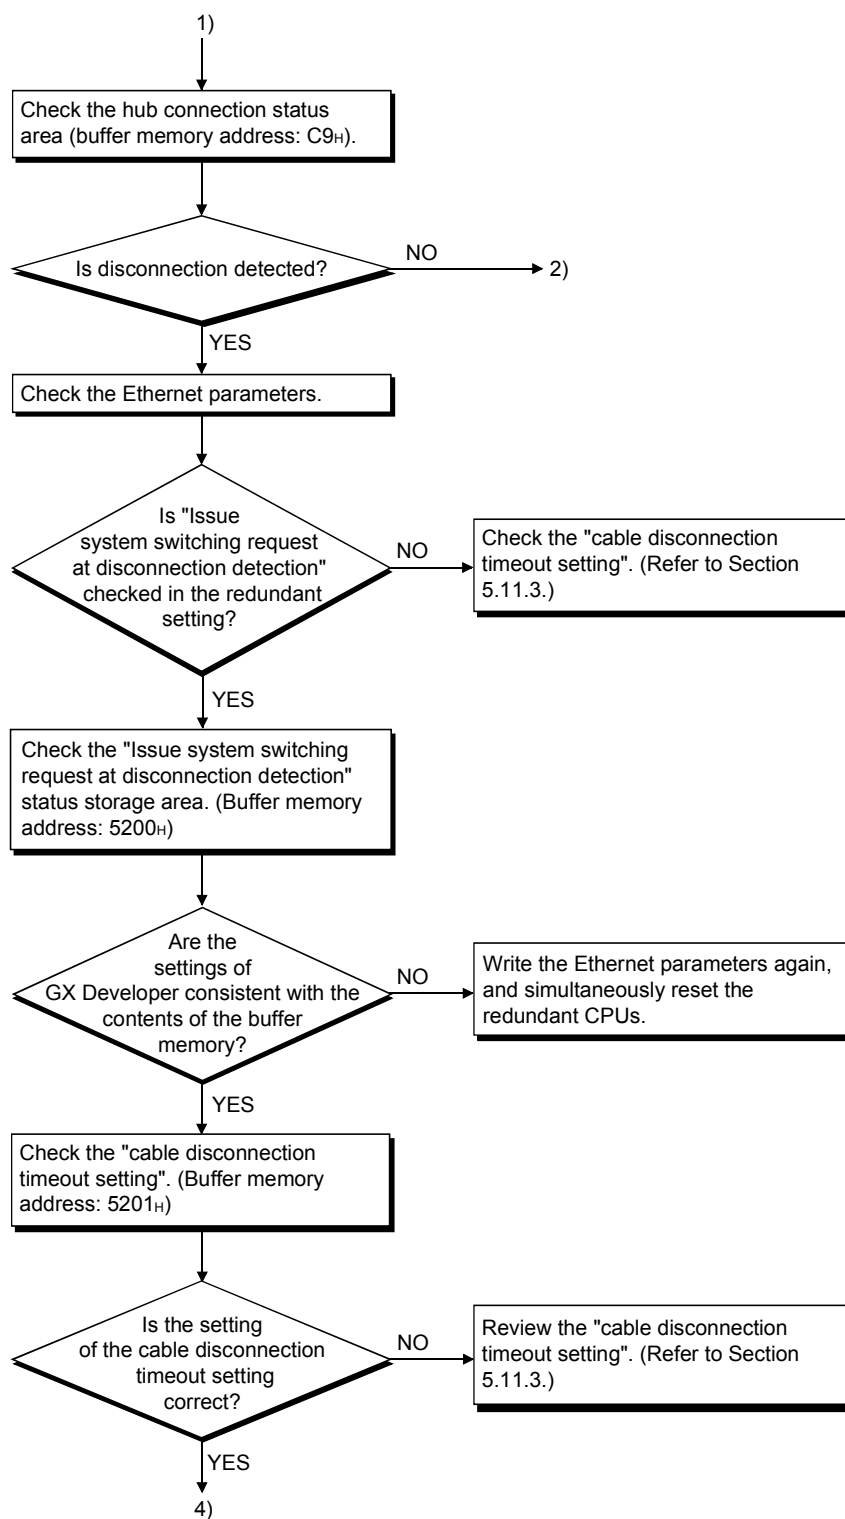 1)
Check the hub connection status
area (buffer memory address: C9H).
Is disconnection detected?
NO
2)
YES
Check the Ethernet parameters.
Is "Issue
system switching request
at disconnection detection"
checked in the redundant
setting?
NO
Check the "cable disconnection
timeout setting". (Refer to Section
5.11.3.)
YES
Check the "Issue system switching
request at disconnection detection"
status storage area. (Buffer memory
address: 5200H)
Are the
settings of
GX Developer consistent with the
contents of the buffer
memory?
NO
Write the Ethernet parameters again,
and simultaneously reset the
redundant CPUs.
YES
Check the "cable disconnection
timeout setting". (Buffer memory
address: 5201H)
Is the setting
of the cable disconnection
timeout setting
correct?
NO
Review the "cable disconnection
timeout setting". (Refer to Section
5.11.3.)
YES
4)